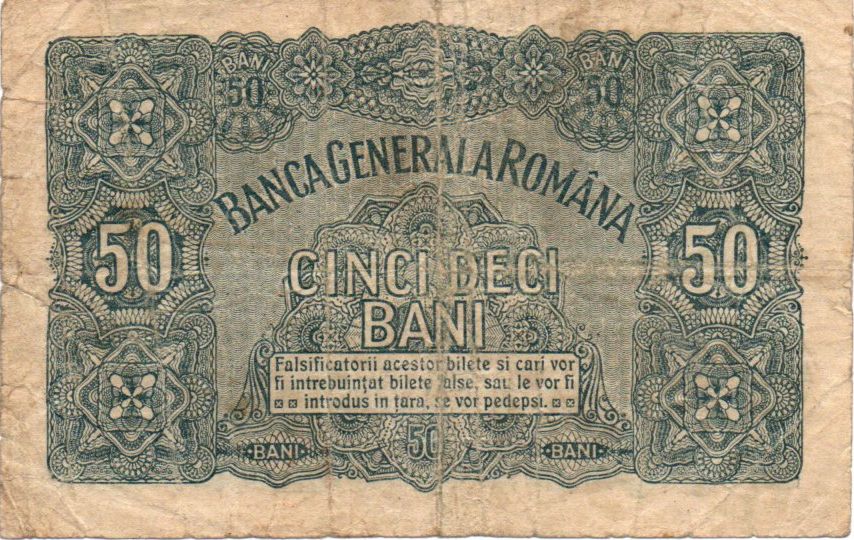 BANI
BANI
50
50
BANCA GENERALA ROMÂNA
50
50
CINCI DECI
BANI
Falsificatorii acestor bilete si cari vor
fi intrebuințat bilete false, sau le vor fi
introdus in țara, se vor pedepsi.
BANI
50
BANI